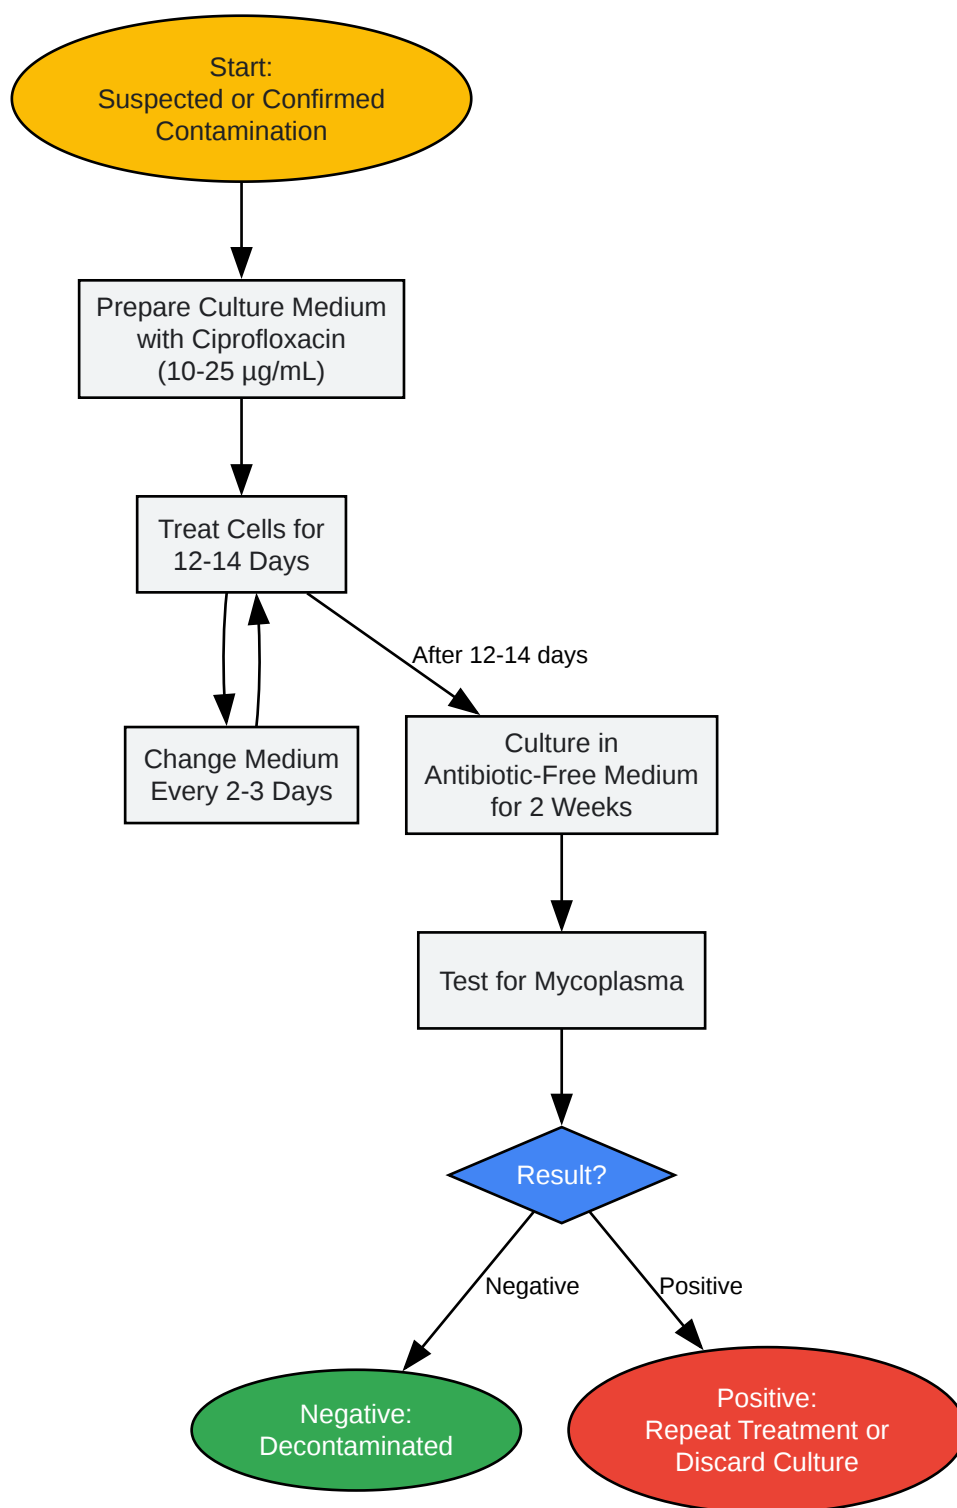 Start:
Suspected or Confirmed
Contamination
Prepare Culture Medium
with Ciprofloxacin
(10-25 µg/mL)
Treat Cells for
12-14 Days
After 12-14 days
Change Medium
Every 2-3 Days
Culture in
Antibiotic-Free Medium
for 2 Weeks
Test for Mycoplasma
Result?
Negative
Positive
Negative:
Decontaminated
Positive:
Repeat Treatment or
Discard Culture